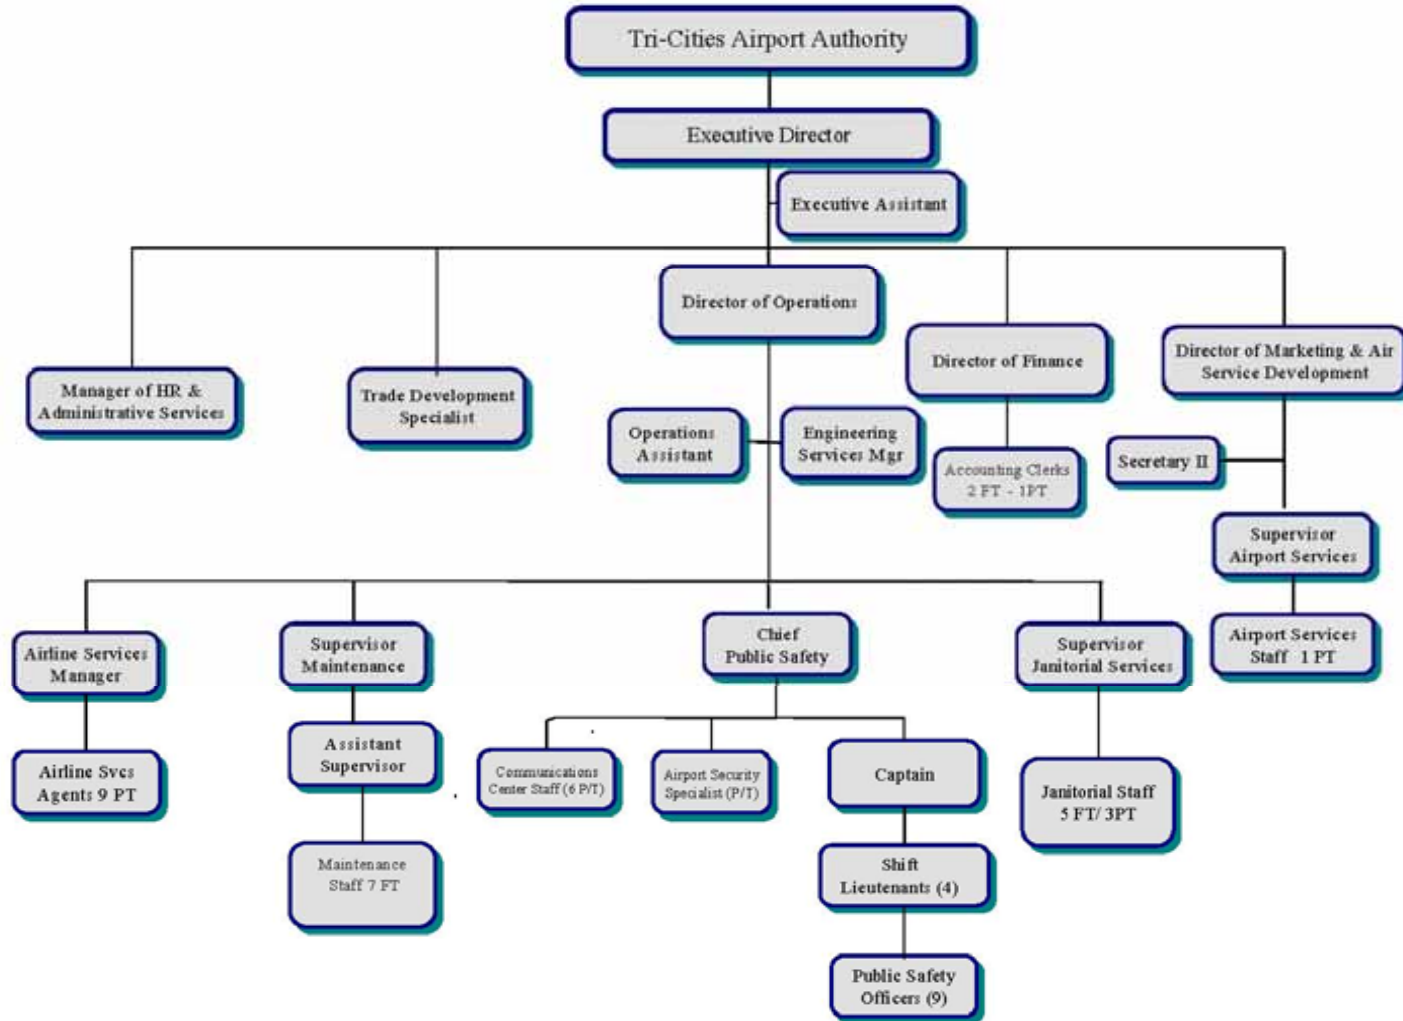 Tri-Cities Airport Authority
Executive Director
Executive Assistant
Director of Operations
Director of Finance
Director of Marketing & Air
Service Development
Manager of HR &
Administrative Services
Trade Development
Specialist
Operations
Assistant
Engineering
Services Mgr
Accounting Clerks
2 FT - 1PT
Secretary II
Supervisor
Airport Services
Airport Services
Staff 1 PT
Airline Services
Manager
Supervisor
Maintenance
Chief
Public Safety
Supervisor
Janitorial Services
Airline Svcs
Agents 9 PT
Assistant
Supervisor
Communications
Center Staff (6 P/T)
Airport Security
Specialist (P/T)
Captain
Janitorial Staff
5 FT/ 3PT
Maintenance
Staff 7 FT
Shift
Lieutenants (4)
Public Safety
Officers (9)